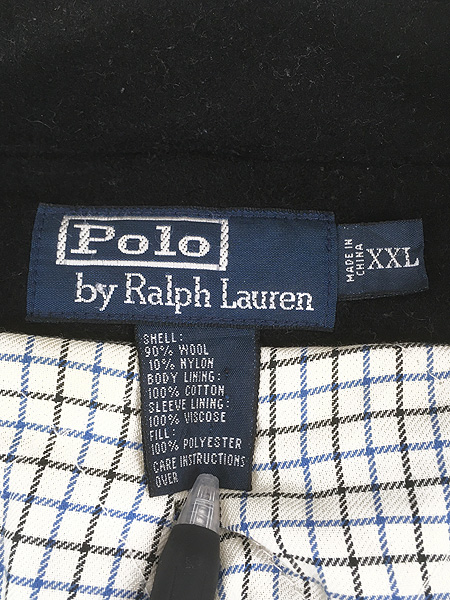 Polo
by Ralph Lauren
MADE IN
CHINA
XXL
SHELL:
90% WOOL
10% NYLON
BODY LINING:
100% COTTON
SLEEVE LINING:
100% VISCOSE
FILL:
100% POLYESTER
CARE INSTRUCTIONS
OVER